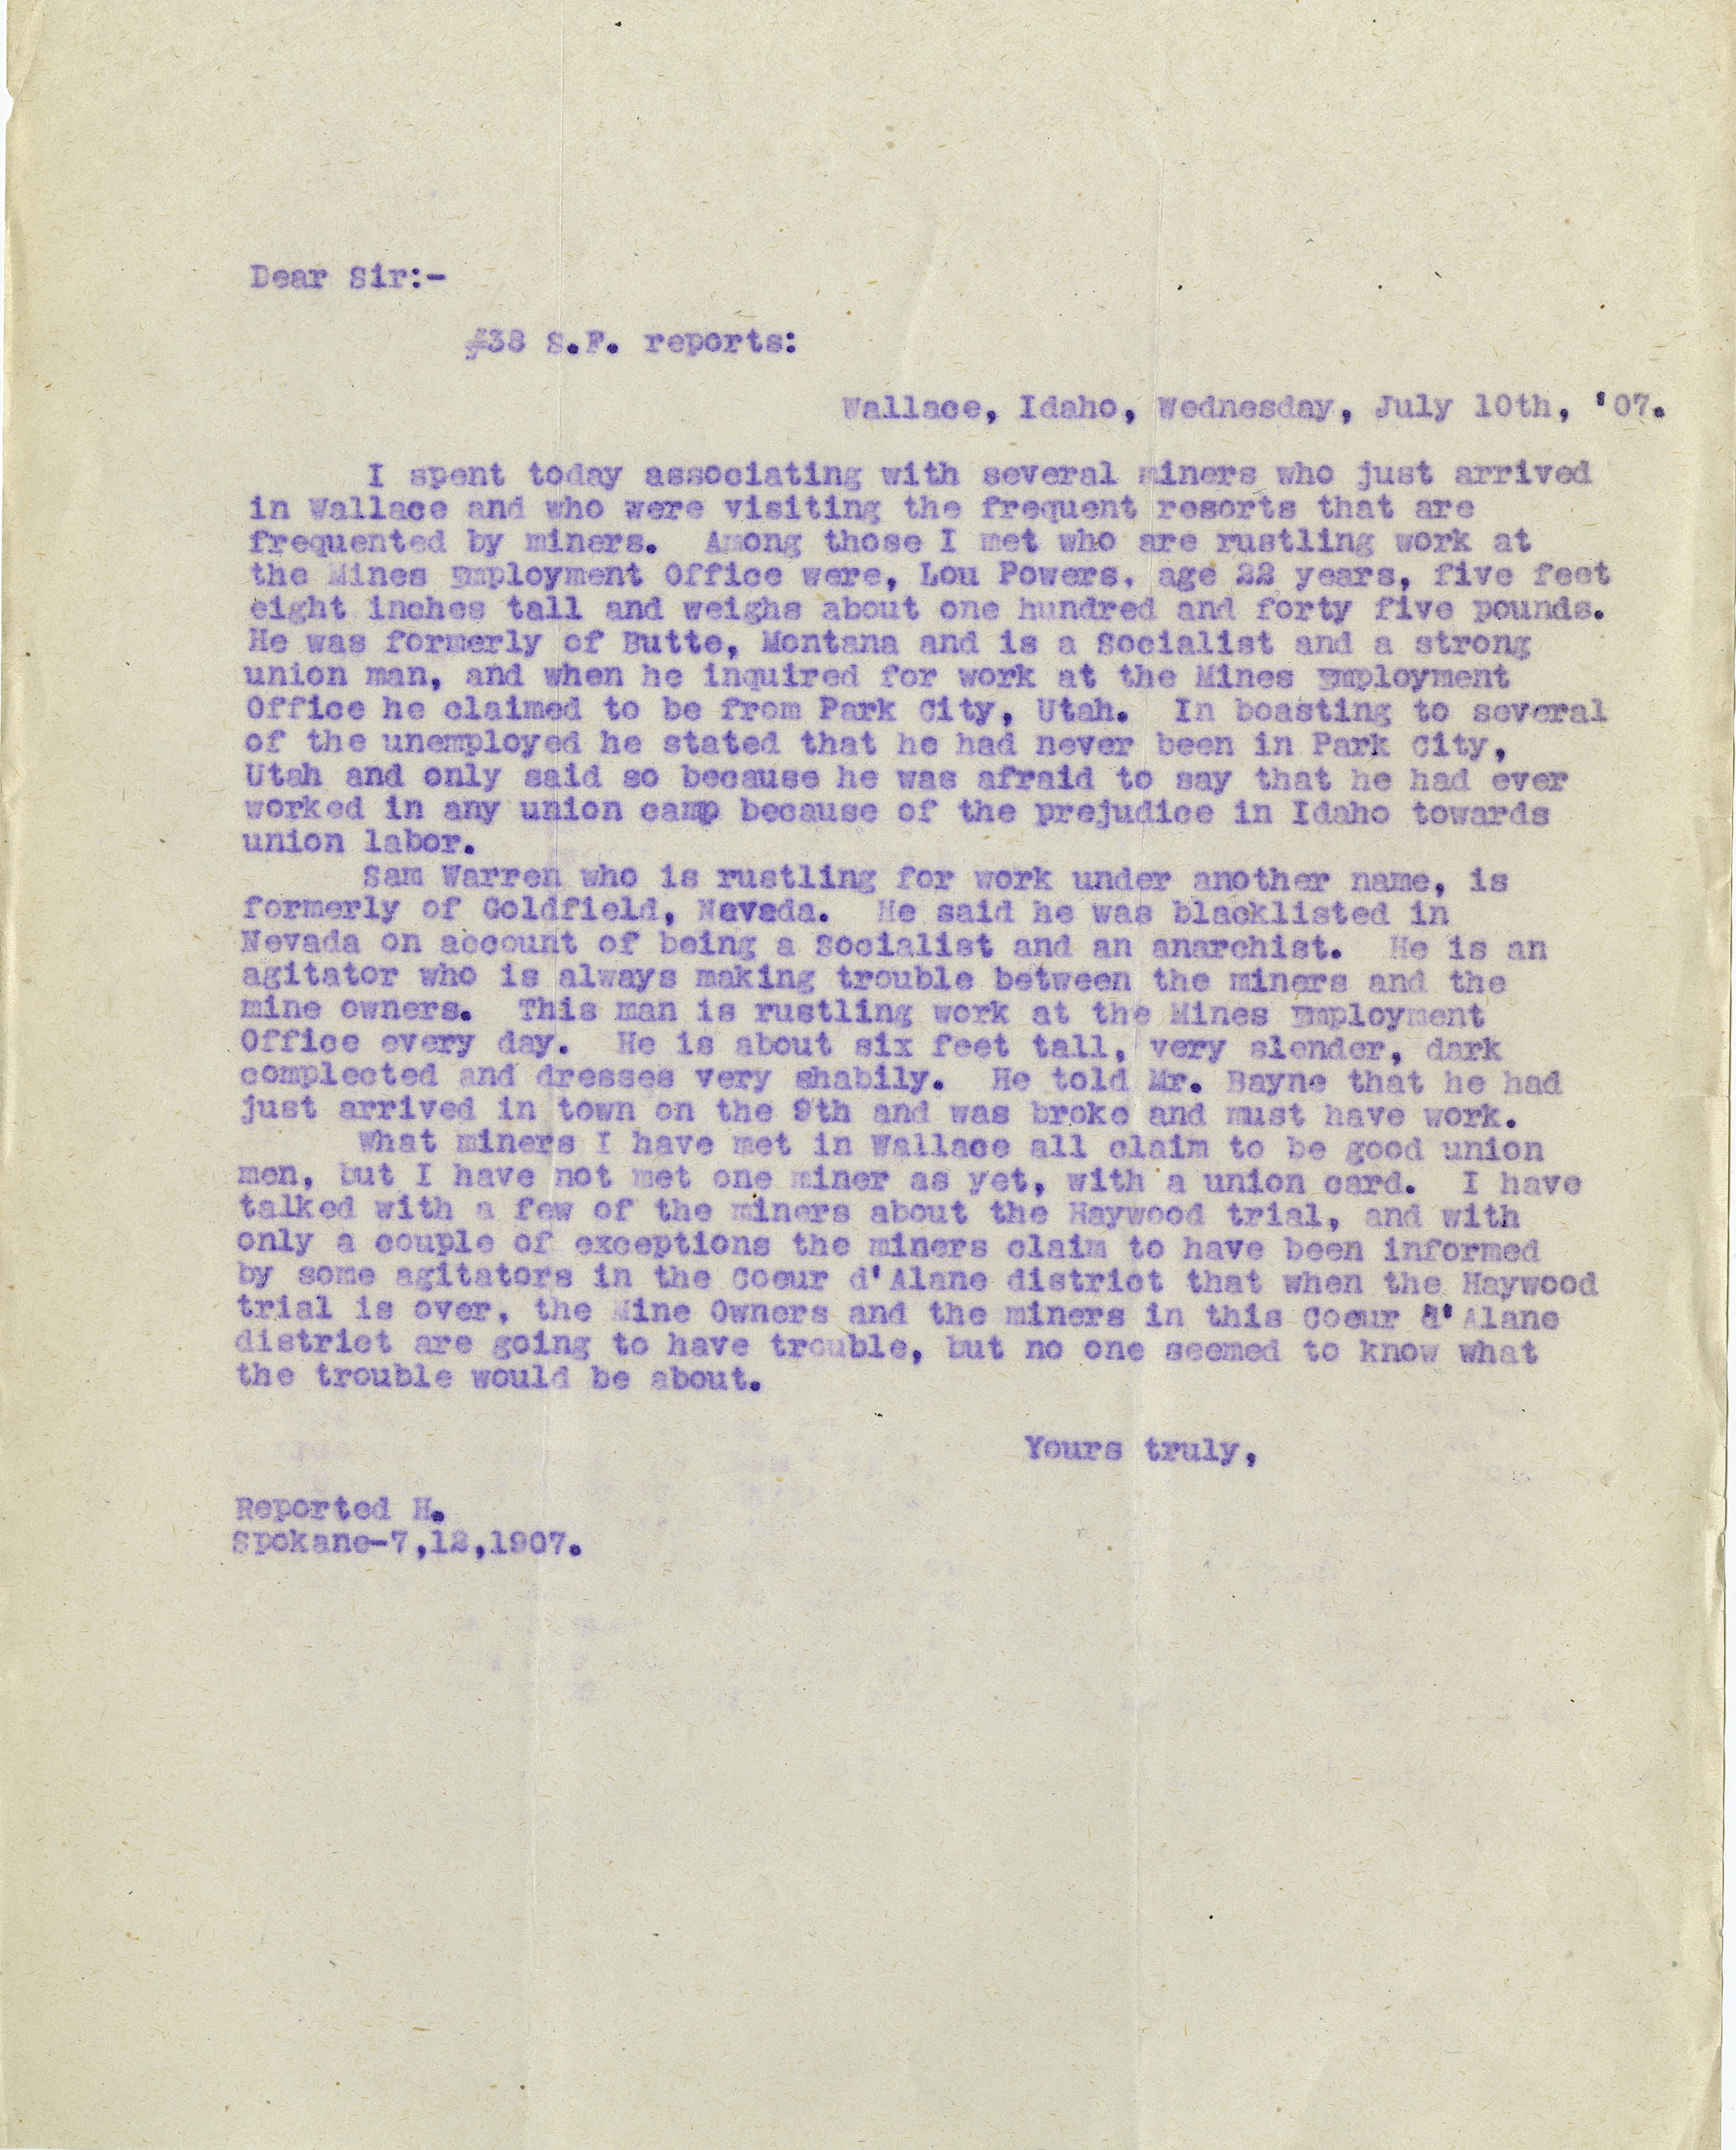 Dear Sir:-
#38 S.F. reports:
Wallace, Idaho, Wednesday, July 10th, '07.
I spent today associating with several miners who just arrived
in Wallace and who were visiting the frequent resorts that are
frequented by miners. Among those I met who are rustling work at
the Mines Employment Office were, Lou Powers, age 22 years, five feet
eight inches tall and weighs about one hundred and forty five pounds.
He was formerly of Butte, Montana and is a Socialist and a strong
union man, and when he inquired for work at the Mines Employment
Office he claimed to be from Park City, Utah. In boasting to several
of the unemployed he stated that he had never been in Park City,
Utah and only said so because he was afraid to say that he had ever
worked in any union camp because of the prejudice in Idaho towards
union labor.
Sam Warren who is rustling for work under another name, is
formerly of Goldfield, Nevada. He said he was blacklisted in
Nevada on account of being a Socialist and an anarchist. He is an
agitator who is always making trouble between the miners and the
mine owners. This man is rustling work at the Mines Employment
Office every day. He is about six feet tall, very slender, dark
complected and dresses very shabily. He told Mr. Bayne that he had
just arrived in town on the 9th and was broke and must have work.
What miners I have met in Wallace all claim to be good union
men, but I have not met one miner as yet, with a union card. I have
talked with a few of the miners about the Haywood trial, and with
only a couple of exceptions the miners claim to have been informed
by some agitators in the Coeur d'Alane district that when the Haywood
trial is over, the Mine Owners and the miners in this Coeur d'Alane
district are going to have trouble, but no one seemed to know what
the trouble would be about.
Yours truly,
Reported H.
Spokane-7,12,1907.